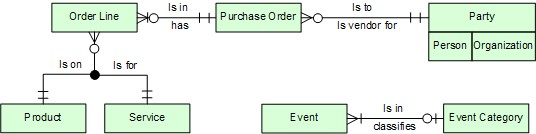 Order Line
Is in
has
Purchase Order
Is to
Is vendor for
Party
Person
Organization
Is on
Is for
Product
Service
Event
Is in
classifies
Event Category